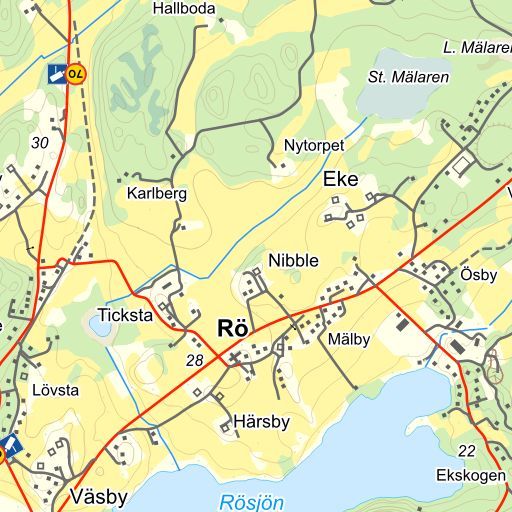 Hallboda
L. Mälaren
70
St. Mälaren
30
Nytorpet
Karlberg
Eke
Nibble
Ösby
Ticksta
Rö
Mälby
28
Lövsta
Härsby
22
Ekskogen
Väsby
Rösjön